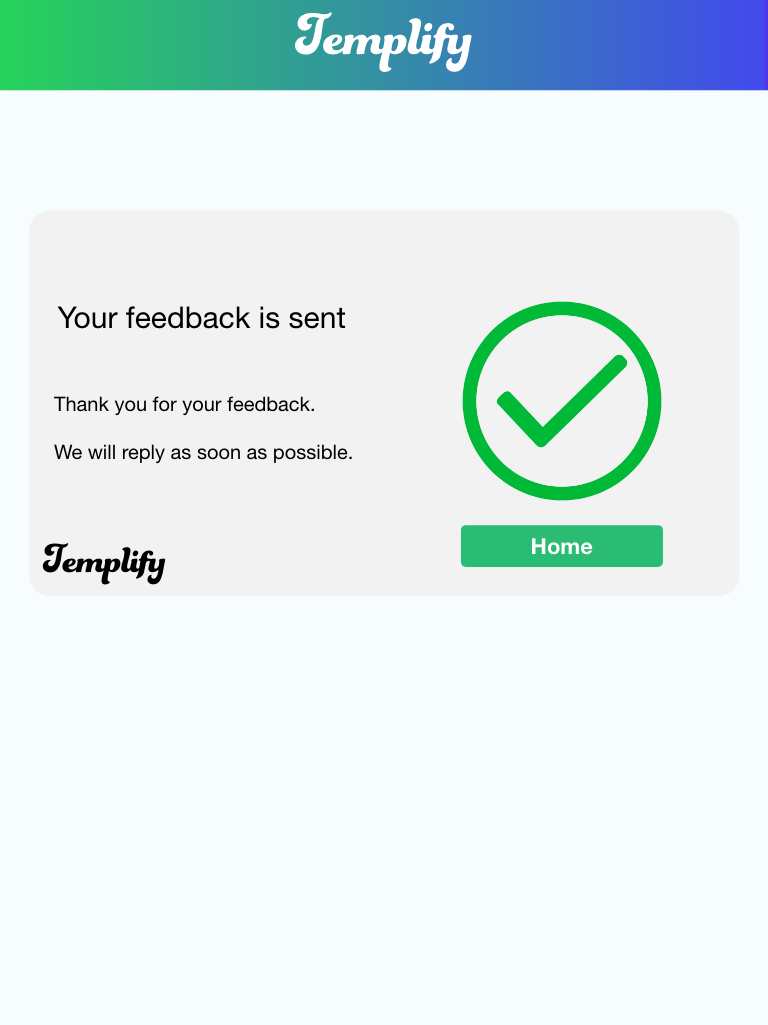 Templify
Your feedback is sent
Thank you for your feedback.
We will reply as soon as possible.
Home
Templify